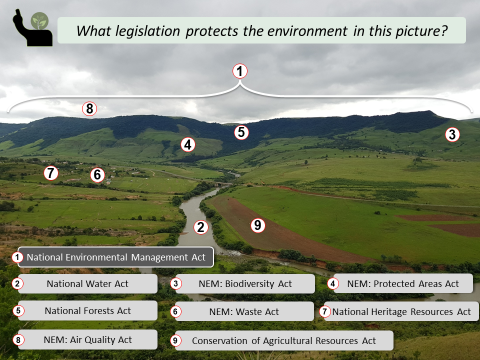 What legislation protects the environment in this picture?
1
8
5
3
4
7
6
2
9
1 National Environmental Management Act
2 National Water Act
3 NEM: Biodiversity Act
4 NEM: Protected Areas Act
5 National Forests Act
6 NEM: Waste Act
7 National Heritage Resources Act
8 NEM: Air Quality Act
9 Conservation of Agricultural Resources Act